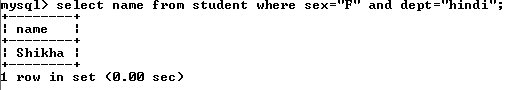 mysql> select name from student where sex="F" and dept="hindi";
+--------+
| name   |
+--------+
| Shikha |
+--------+
1 row in set (0.00 sec)